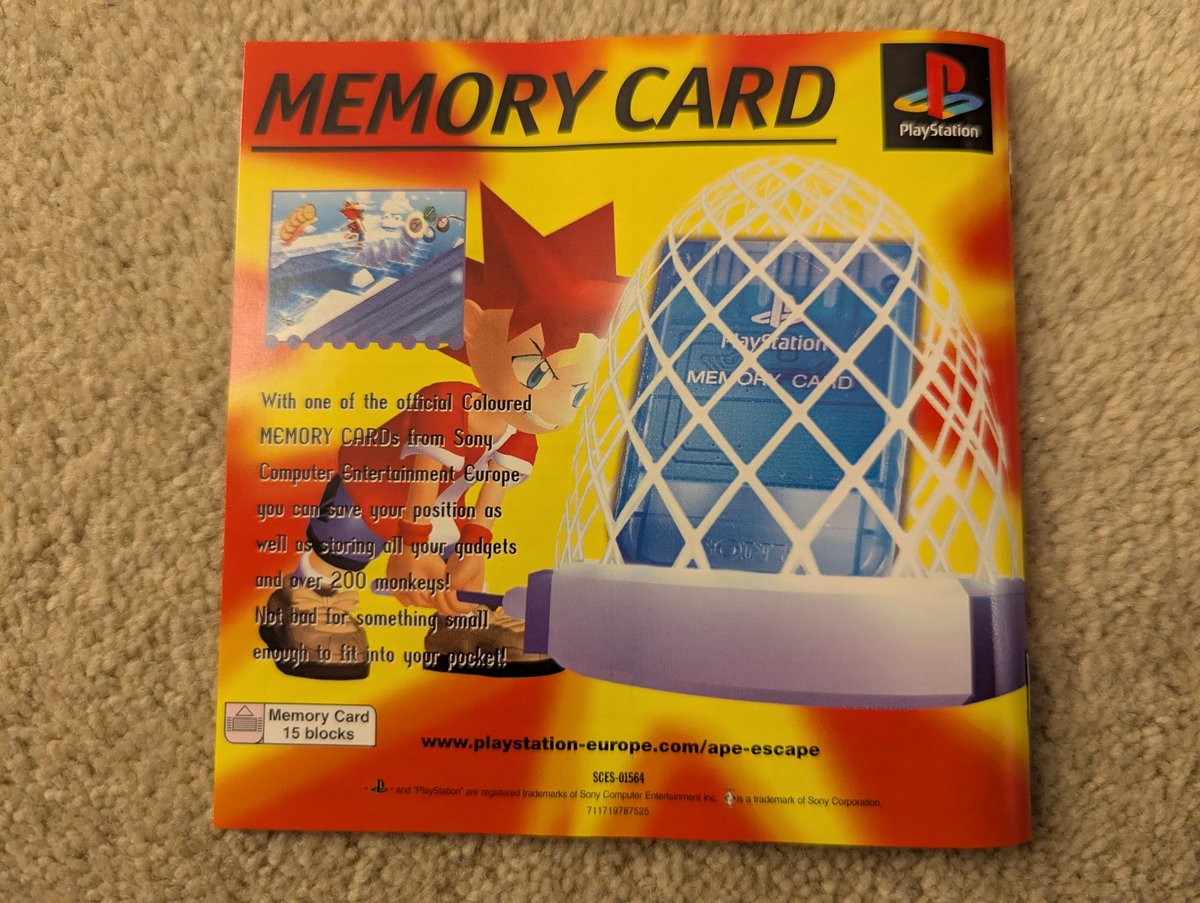 MEMORY CARD
PlayStation
PlayStation
MEMORY CARD
SONY
With one of the official Coloured
MEMORY CARDs from Sony
Computer Entertainment Europe
you can save your position as
well as storing all your gadgets
and over 200 monkeys!
Not bad for something small
enough to fit into your pocket!
Memory Card
15 blocks
www.playstation-europe.com/ape-escape
SCES-01564
" " and "PlayStation" are registered trademarks of Sony Computer Entertainment Inc. is a trademark of Sony Corporation.
711719787525